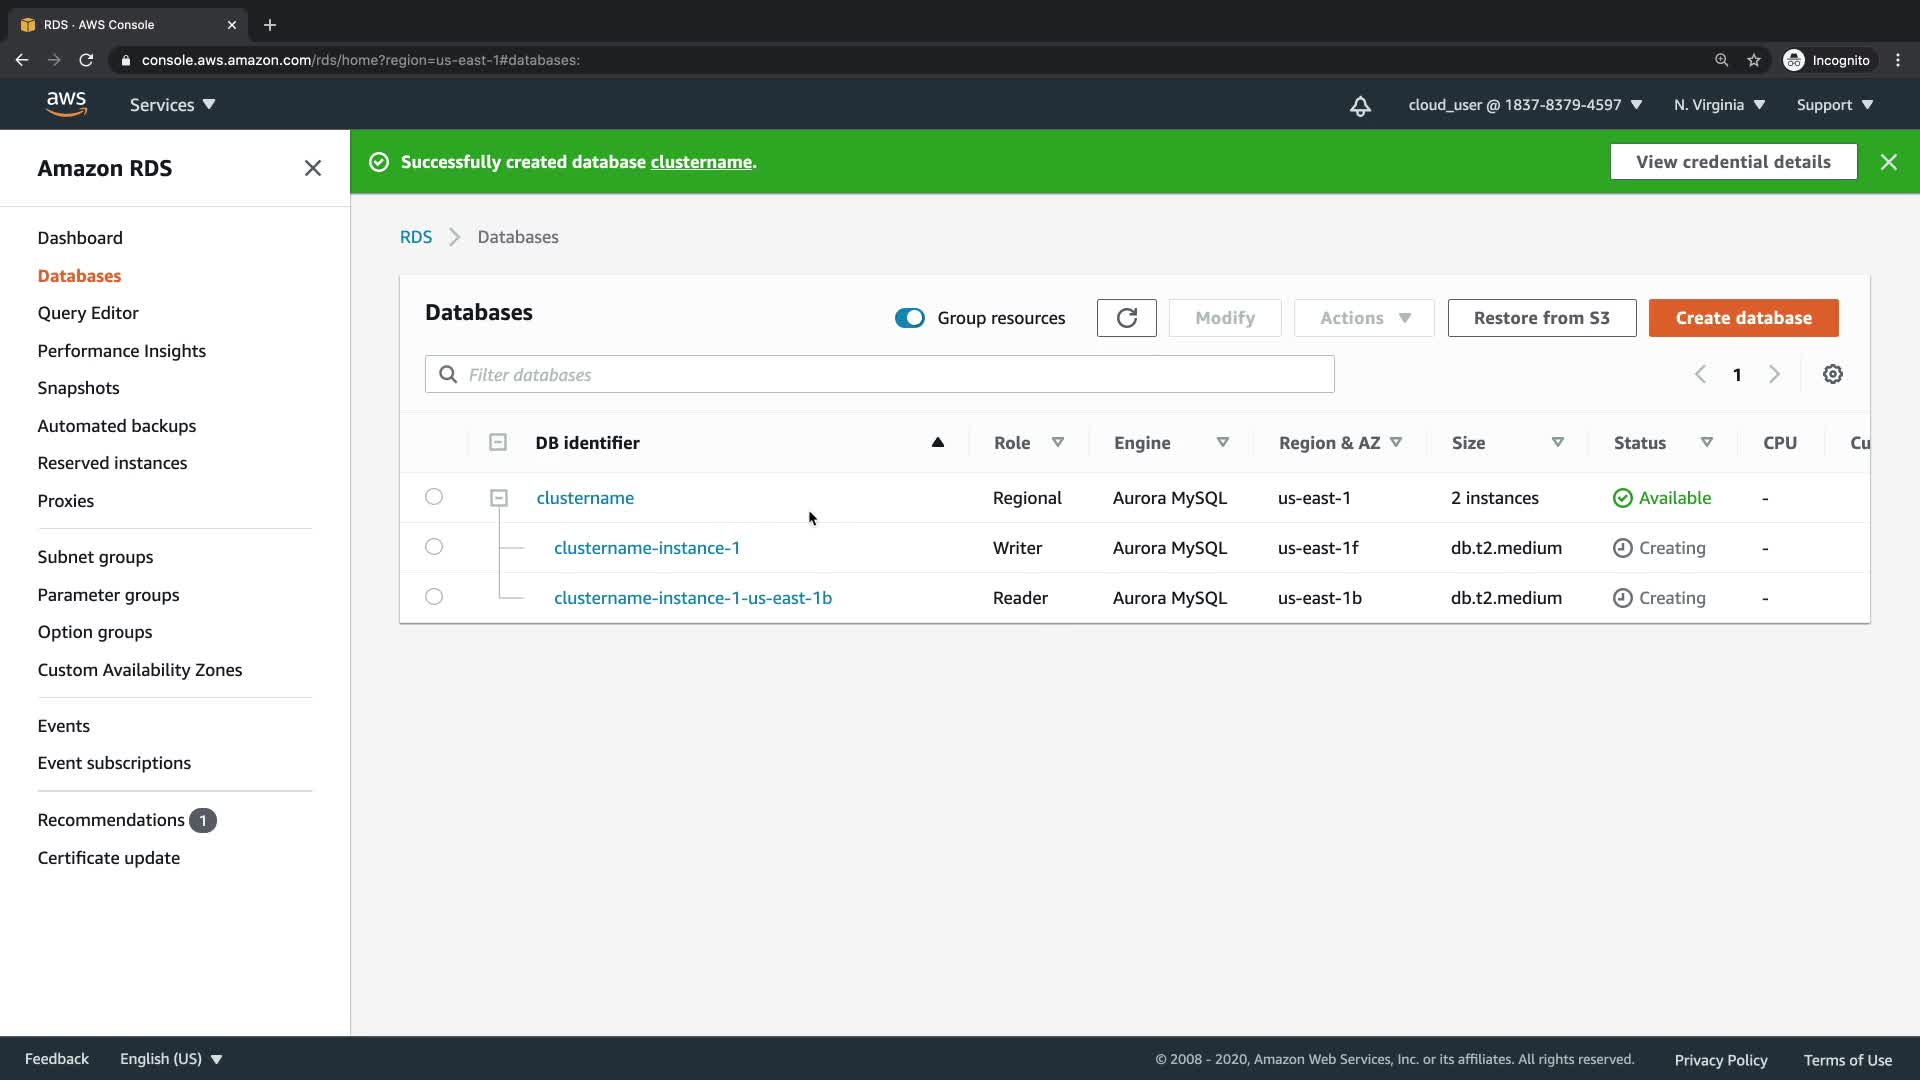 RDS · AWS Console
console.aws.amazon.com/rds/home?region=us-east-1#databases:
Incognito
aws
Services
cloud_user @ 1837-8379-4597
N. Virginia
Support
Amazon RDS
Successfully created database clustername.
View credential details
Dashboard
Databases
Query Editor
Performance Insights
Snapshots
Automated backups
Reserved instances
Proxies
Subnet groups
Parameter groups
Option groups
Custom Availability Zones
Events
Event subscriptions
Recommendations 1
Certificate update
RDS Databases
Databases
Group resources
Modify
Actions
Restore from S3
Create database
Filter databases
1
DB identifier Role Engine Region & AZ Size Status CPU Cu
clustername Regional Aurora MySQL us-east-1 2 instances Available -
clustername-instance-1 Writer Aurora MySQL us-east-1f db.t2.medium Creating -
clustername-instance-1-us-east-1b Reader Aurora MySQL us-east-1b db.t2.medium Creating -
Feedback
English (US)
© 2008 - 2020, Amazon Web Services, Inc. or its affiliates. All rights reserved.
Privacy Policy
Terms of Use